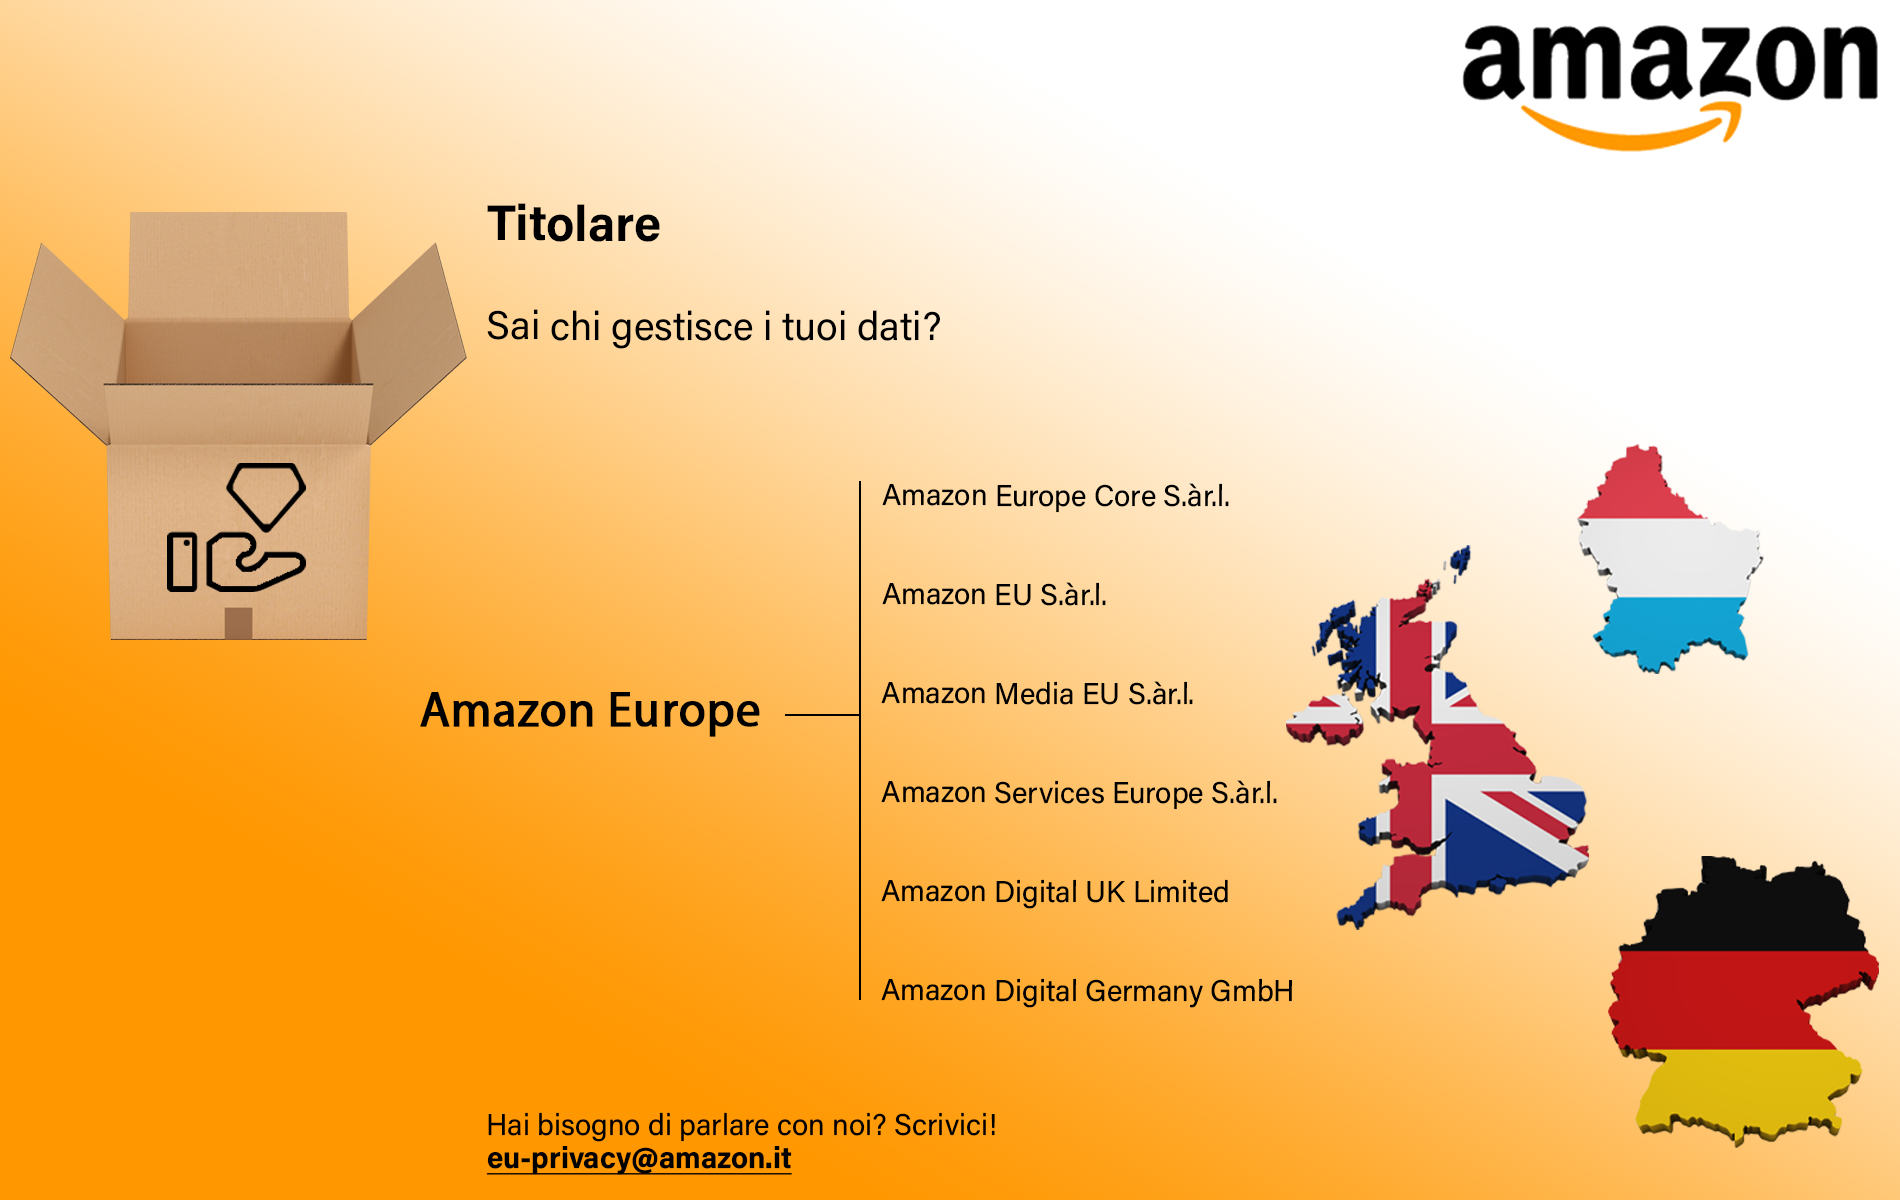 amazon
Titolare
Sai chi gestisce i tuoi dati?
Amazon Europe
Amazon Europe Core S.àr.l.
Amazon EU S.àr.l.
Amazon Media EU S.àr.l.
Amazon Services Europe S.àr.l.
Amazon Digital UK Limited
Amazon Digital Germany GmbH
Hai bisogno di parlare con noi? Scrivici!
eu-privacy@amazon.it